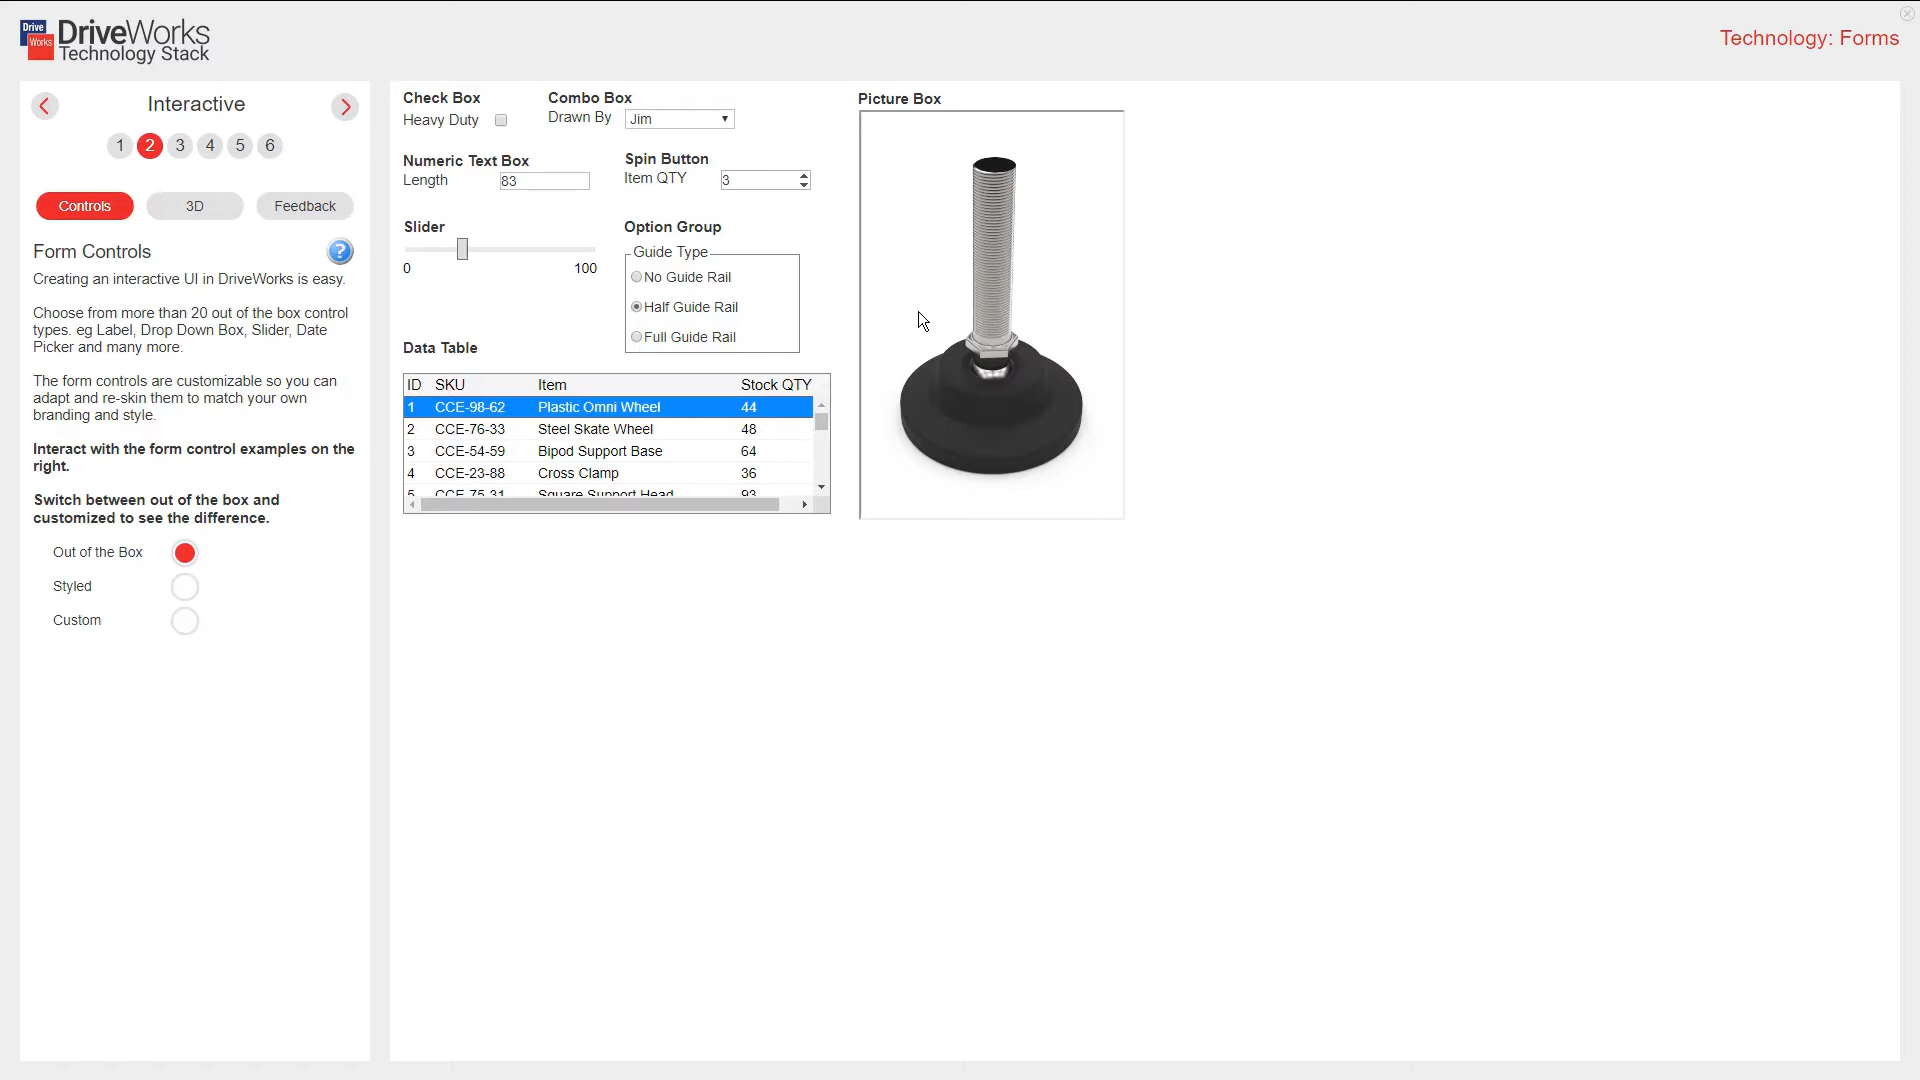 Drive
Works
DriveWorks
Technology Stack
Technology: Forms
Interactive
1 2 3 4 5 6
Controls
3D
Feedback
Form Controls
?
Creating an interactive UI in DriveWorks is easy.
Choose from more than 20 out of the box control
types. eg Label, Drop Down Box, Slider, Date
Picker and many more.
The form controls are customizable so you can
adapt and re-skin them to match your own
branding and style.
Interact with the form control examples on the
right.
Switch between out of the box and
customized to see the difference.
Out of the Box
Styled
Custom
Check Box
Heavy Duty
Combo Box
Drawn By Jim
Numeric Text Box
Length 83
Spin Button
Item QTY 3
Slider
0 100
Option Group
Guide Type
No Guide Rail
Half Guide Rail
Full Guide Rail
Data Table
ID SKU Item Stock QTY
1 CCE-98-62 Plastic Omni Wheel 44
2 CCE-76-33 Steel Skate Wheel 48
3 CCE-54-59 Bipod Support Base 64
4 CCE-23-88 Cross Clamp 36
5 CCE-75-31 Square Support Head 93
Picture Box